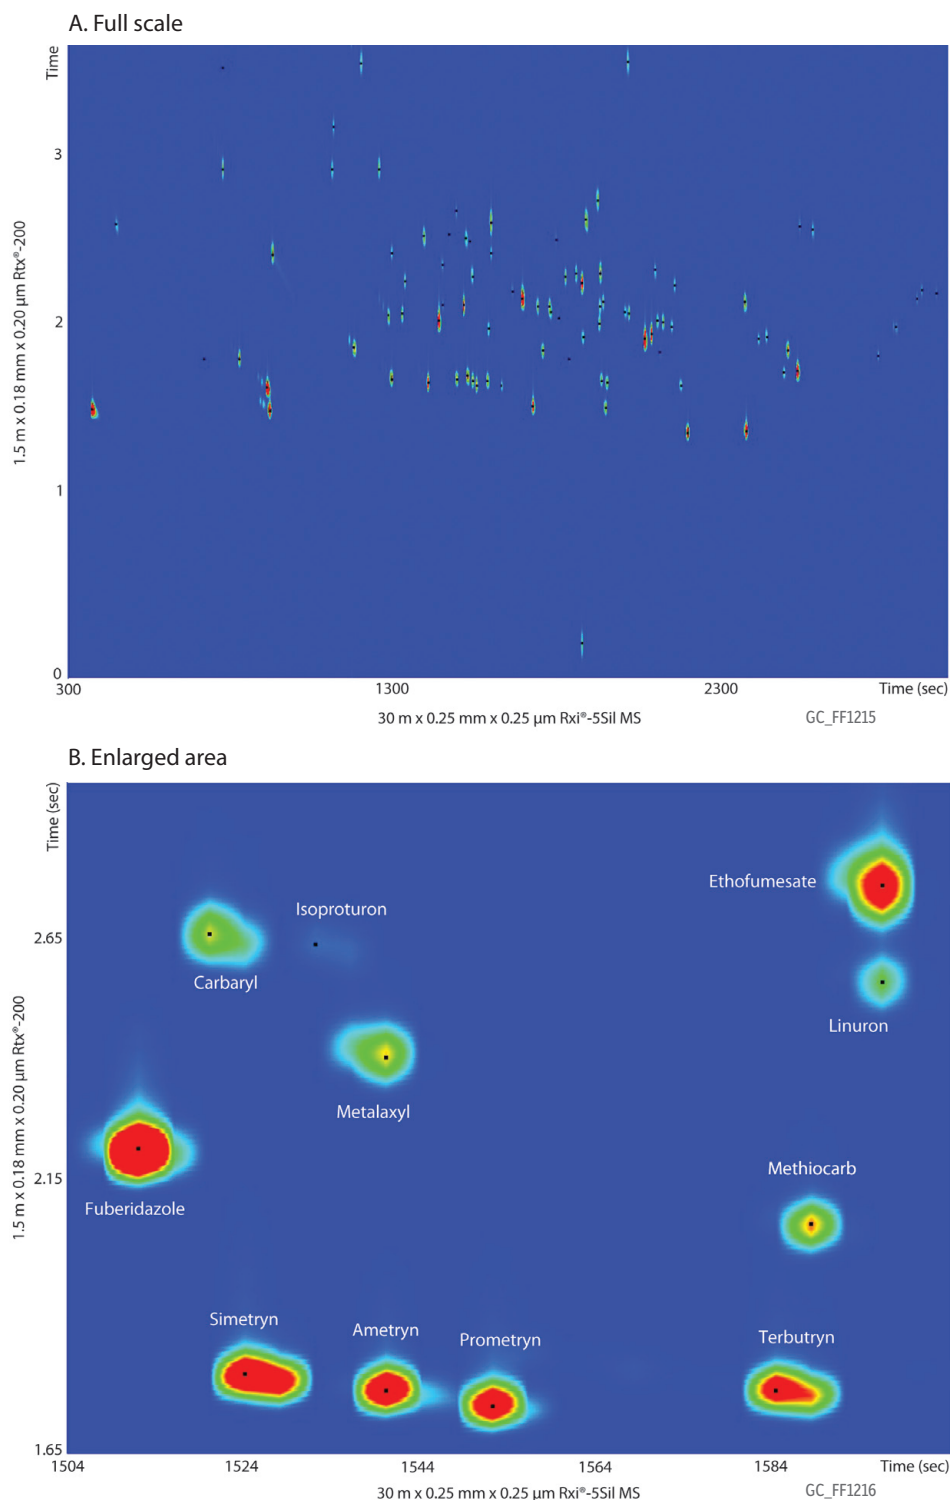 A. Full scale
Time
3
2
1
0
1.5 m x 0.18 mm x 0.20 µm Rtx®-200
300
1300
2300
Time (sec)
30 m x 0.25 mm x 0.25 µm Rxi®-5Sil MS
GC_FF1215
B. Enlarged area
Time (sec)
Ethofumesate
Isoproturon
2.65
Carbaryl
Linuron
1.5 m x 0.18 mm x 0.20 µm Rtx®-200
Metalaxyl
Methiocarb
2.15
Fuberidazole
Simetryn
Ametryn
Prometryn
Terbutryn
1.65
1504
1524
1544
1564
1584
Time (sec)
30 m x 0.25 mm x 0.25 µm Rxi®-5Sil MS
GC_FF1216